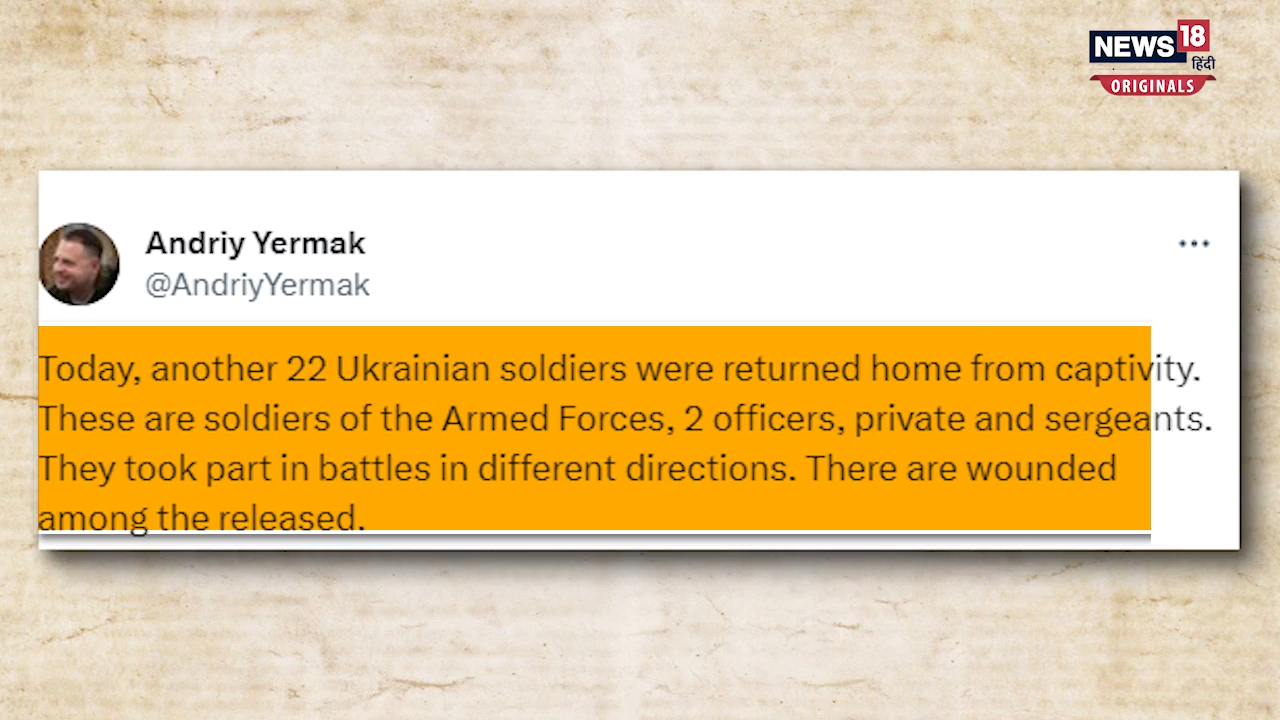 NEWS 18
हिंदी
ORIGINALS
Andriy Yermak
@AndriyYermak
Today, another 22 Ukrainian soldiers were returned home from captivity.
These are soldiers of the Armed Forces, 2 officers, private and sergeants.
They took part in battles in different directions. There are wounded
among the released.